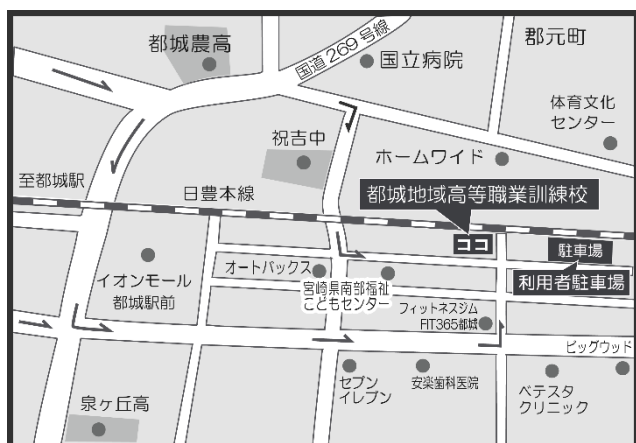 都城農高
国道269号線
国立病院
郡元町
体育文化
センター
祝吉中
ホームワイド
至都城駅
日豊本線
都城地域高等職業訓練校
ココ
駐車場
利用者駐車場
イオンモール
都城駅前
オートバックス
宮崎県南部福祉
こどもセンター
フィットネスジム
FIT365都城
ビッグウッド
セブン
イレブン
安楽歯科医院
ベテスタ
クリニック
泉ヶ丘高